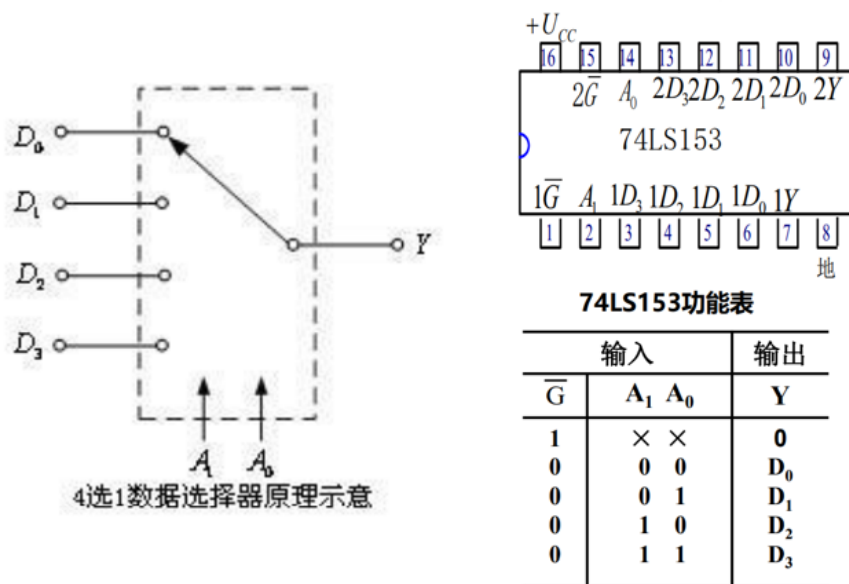 D₀
D₁
D₂
D₃
Y
A₁ A₀
4选1数据选择器原理示意
+U_CC
16 15 14 13 12 11 10 9
2G̅ A₀ 2D₃ 2D₂ 2D₁ 2D₀ 2Y
74LS153
1G̅ A₁ 1D₃ 1D₂ 1D₁ 1D₀ 1Y
1 2 3 4 5 6 7 8
地
74LS153功能表
输入 输出
G̅ A₁ A₀ Y
1 × × 0
0 0 0 D₀
0 0 1 D₁
0 1 0 D₂
0 1 1 D₃